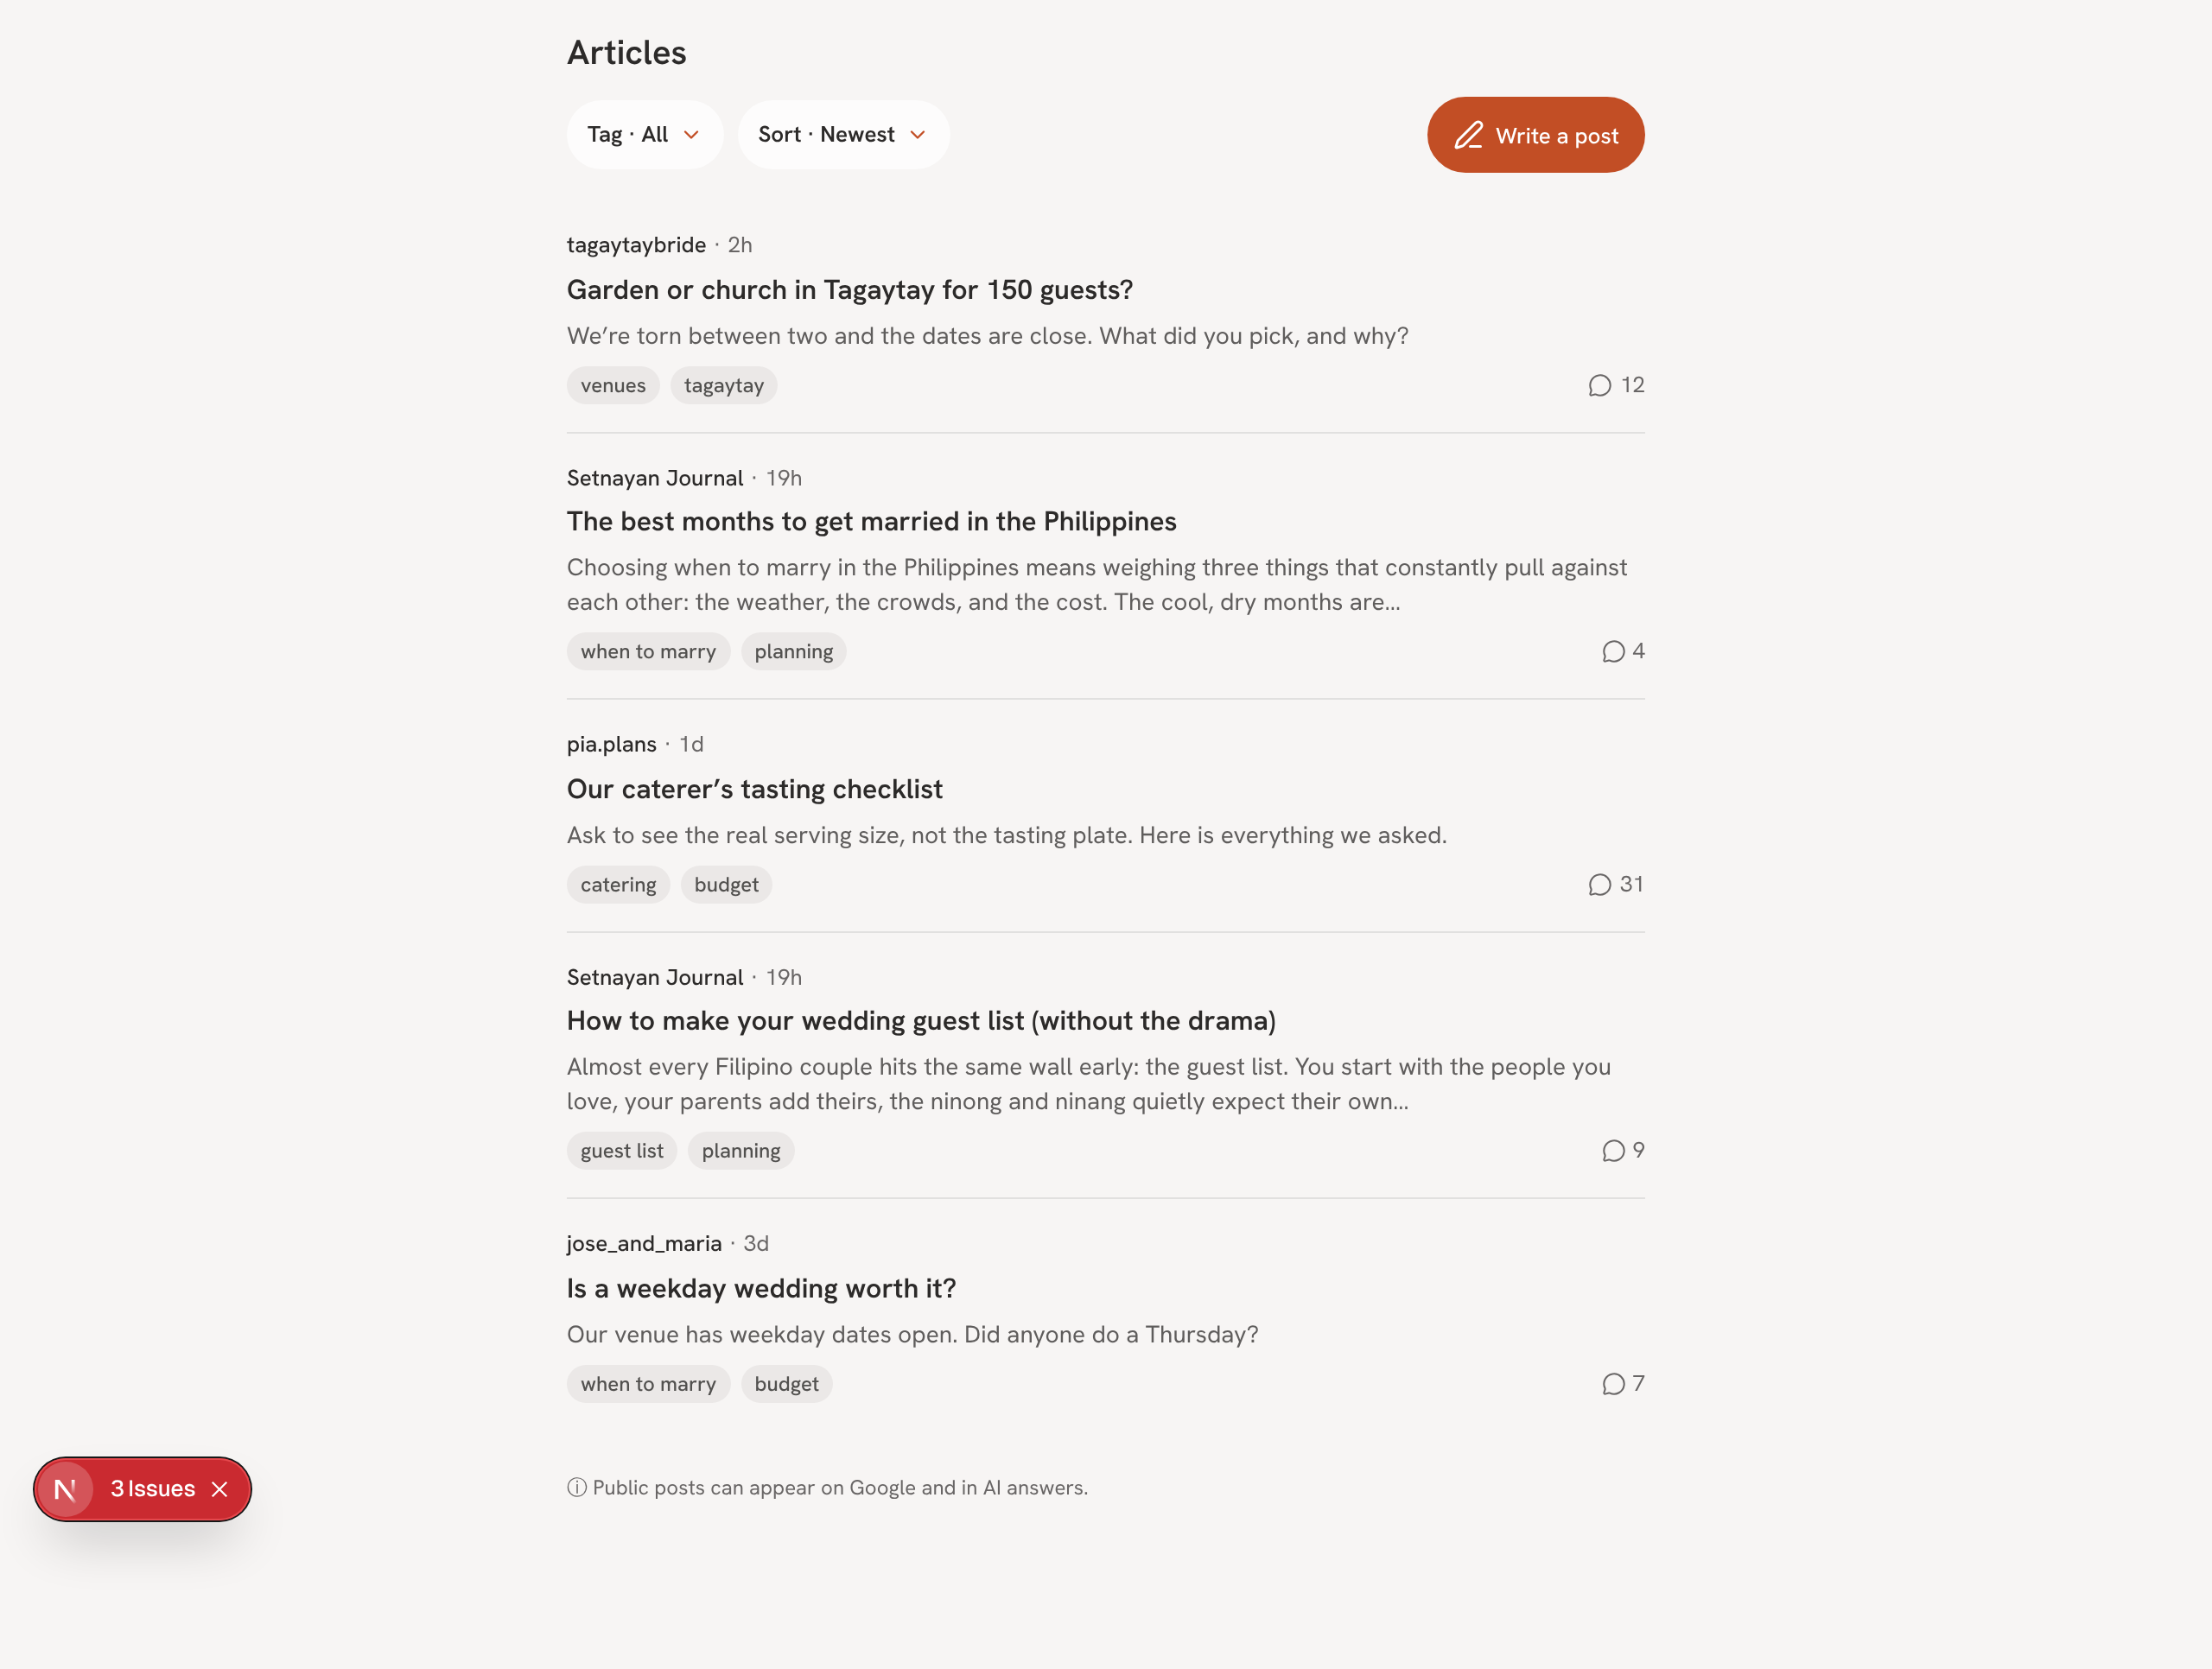 Articles
Tag · All
Sort · Newest
Write a post
tagaytaybride · 2h
Garden or church in Tagaytay for 150 guests?
We’re torn between two and the dates are close. What did you pick, and why?
venues tagaytay 12
Setnayan Journal · 19h
The best months to get married in the Philippines
Choosing when to marry in the Philippines means weighing three things that constantly pull against
each other: the weather, the crowds, and the cost. The cool, dry months are...
when to marry planning 4
pia.plans · 1d
Our caterer’s tasting checklist
Ask to see the real serving size, not the tasting plate. Here is everything we asked.
catering budget 31
Setnayan Journal · 19h
How to make your wedding guest list (without the drama)
Almost every Filipino couple hits the same wall early: the guest list. You start with the people you
love, your parents add theirs, the ninong and ninang quietly expect their own...
guest list planning 9
jose_and_maria · 3d
Is a weekday wedding worth it?
Our venue has weekday dates open. Did anyone do a Thursday?
when to marry budget 7
N 3 Issues
ⓘ Public posts can appear on Google and in AI answers.